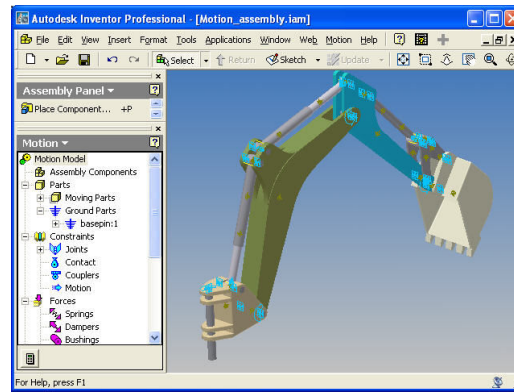 Autodesk Inventor Professional - [Motion_assembly.iam]
File Edit View Insert Format Tools Applications Window Web Motion Help
Select Return Sketch Update
Assembly Panel
Place Component... +P
Motion
Motion Model
Assembly Components
Parts
Moving Parts
Ground Parts
basepin:1
Constraints
Joints
Contact
Couplers
Motion
Forces
Springs
Dampers
Bushings
For Help, press F1